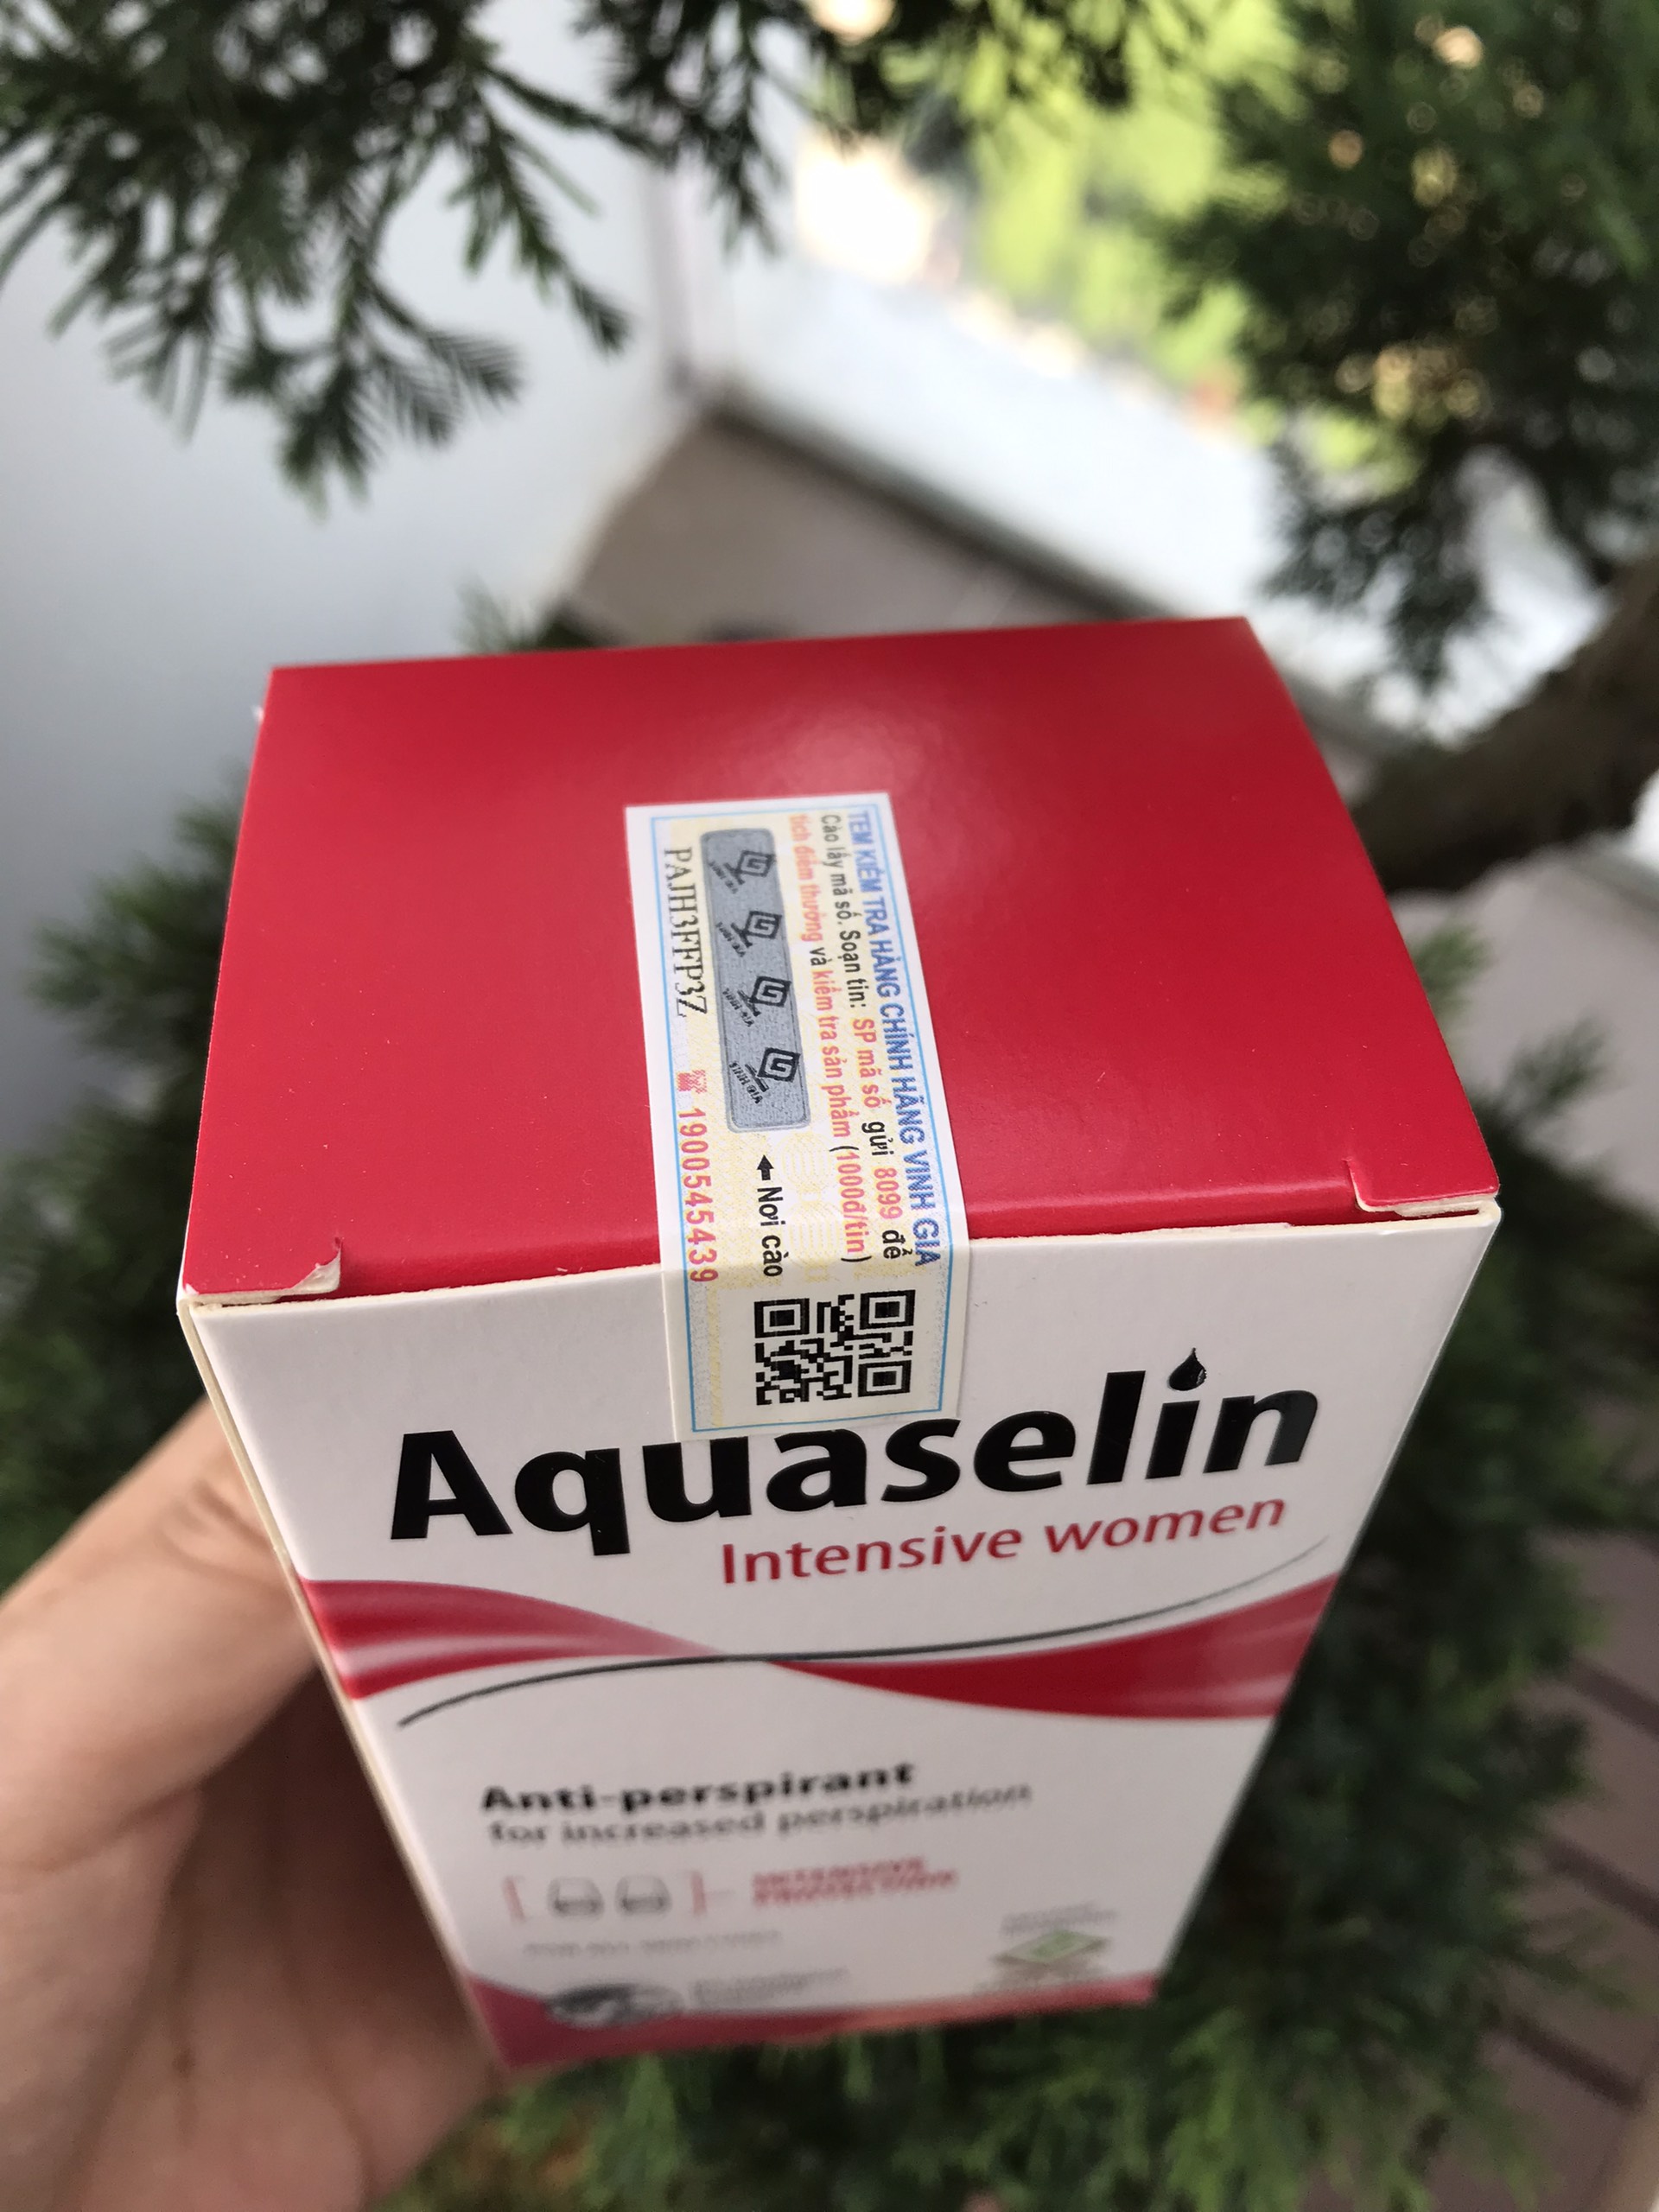 TEM KIỂM TRA HÀNG CHÍNH HÃNG VINH GIA
Cào lấy mã số. Soạn tin: SP mã số gửi 8099 để
tích điểm thưởng và kiểm tra sản phẩm (1000đ/tin)
Nơi cào
PAJH3FFP3Z
1900545439
Aquaselin
Intensive women
Anti-perspirant
for increased perspiration
INTENSIVE
PROTECTION